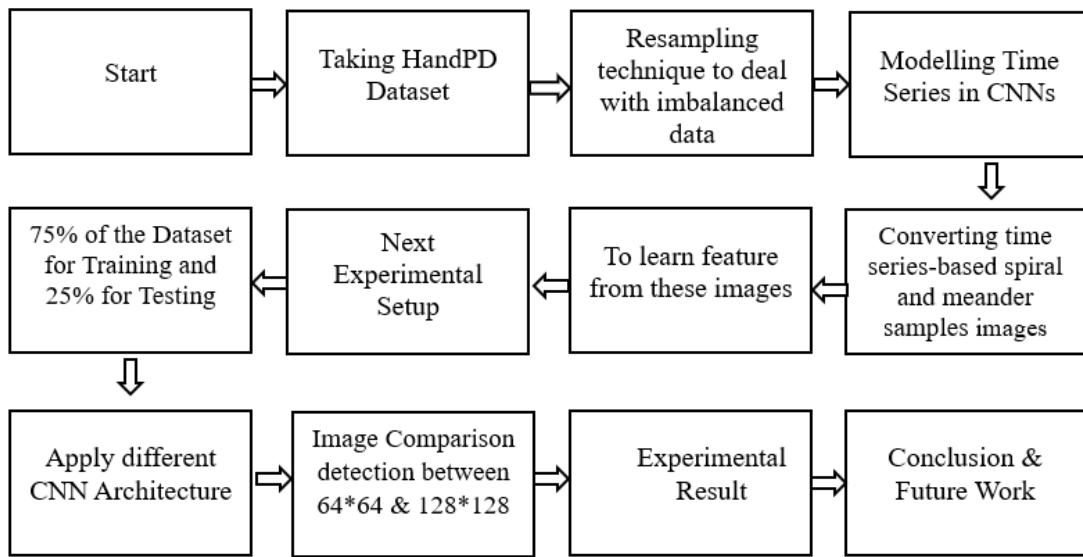 Start
Taking HandPD
Dataset
Resampling
technique to deal
with imbalanced
data
Modelling Time
Series in CNNs
Converting time
series-based spiral
and meander
samples images
To learn feature
from these images
Next
Experimental
Setup
75% of the Dataset
for Training and
25% for Testing
Apply different
CNN Architecture
Image Comparison
detection between
64*64 & 128*128
Experimental
Result
Conclusion &
Future Work